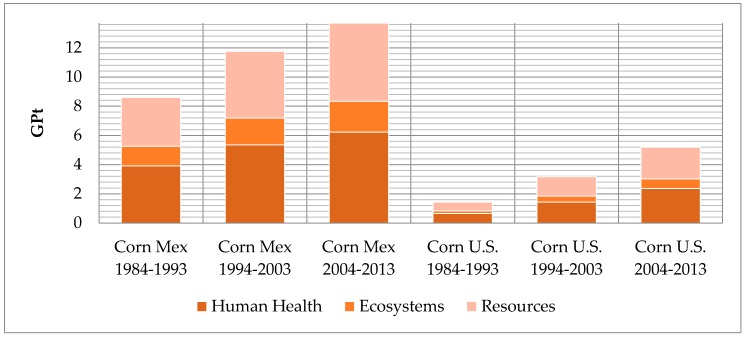 GPt
12
10
8
6
4
2
0
Corn Mex
1984-1993
Corn Mex
1994-2003
Corn Mex
2004-2013
Corn U.S.
1984-1993
Corn U.S.
1994-2003
Corn U.S.
2004-2013
Human Health
Ecosystems
Resources